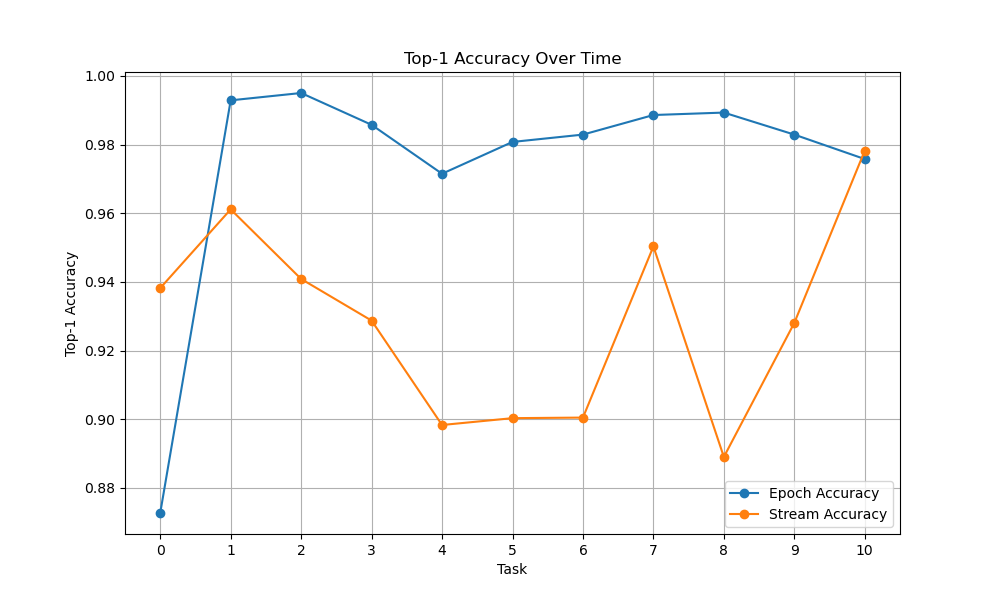 Top-1 Accuracy Over Time
1.00
0.98
0.96
0.94
0.92
0.90
0.88
Top-1 Accuracy
0 1 2 3 4 5 6 7 8 9 10
Task
Epoch Accuracy
Stream Accuracy